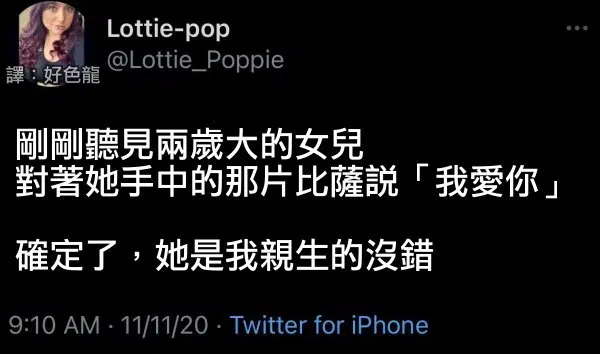 Lottie-pop
@Lottie_Poppie
譯：好色龍
剛剛聽見兩歲大的女兒
對著她手中的那片比薩説「我愛你」
確定了，她是我親生的沒錯
9:10 AM · 11/11/20 · Twitter for iPhone